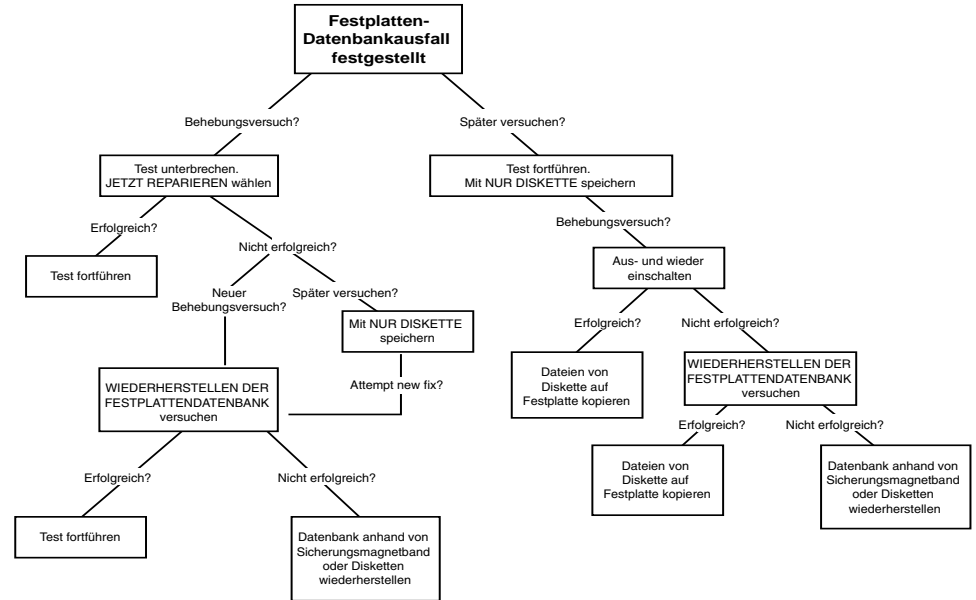 Festplatten-
Datenbankausfall
festgestellt
Behebungsversuch?
Später versuchen?
Test unterbrechen.
JETZT REPARIEREN wählen
Test fortführen.
Mit NUR DISKETTE speichern
Erfolgreich?
Nicht erfolgreich?
Behebungsversuch?
Test fortführen
Aus- und wieder
einschalten
Neuer
Behebungsversuch?
Später versuchen?
Mit NUR DISKETTE
speichern
Erfolgreich?
Nicht erfolgreich?
Attempt new fix?
WIEDERHERSTELLEN DER
FESTPLATTENDATENBANK
versuchen
Dateien von
Diskette auf
Festplatte kopieren
WIEDERHERSTELLEN DER
FESTPLATTENDATENBANK
versuchen
Erfolgreich?
Nicht erfolgreich?
Erfolgreich?
Nicht erfolgreich?
Dateien von
Diskette auf
Festplatte kopieren
Datenbank anhand von
Sicherungsmagnetband
oder Disketten
wiederherstellen
Test fortführen
Datenbank anhand von
Sicherungsmagnetband
oder Disketten
wiederherstellen